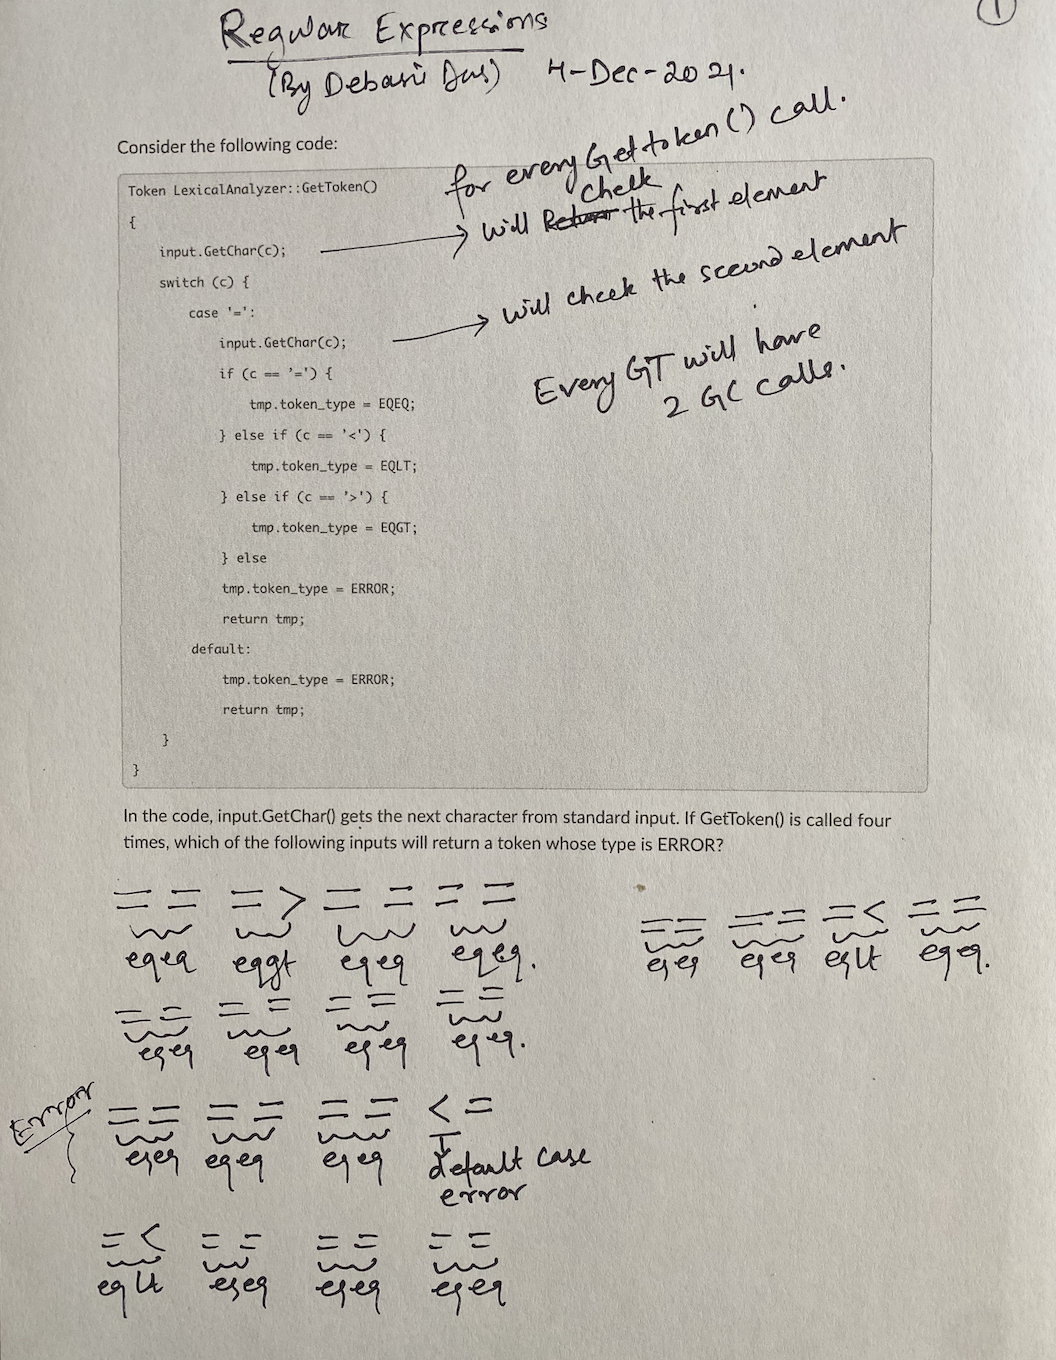 1
Regular Expressions
(By Debasis Das) 4-Dec-2021.
Consider the following code:
for every Gettoken() call.
Token LexicalAnalyzer::GetToken()
check
will Return the first element
{
input.GetChar(c);
switch (c) {
will check the second element
case '=':
input.GetChar(c);
Every GT will have
2 GC calls.
if (c == '=') {
tmp.token_type = EQEQ;
} else if (c == '<') {
tmp.token_type = EQLT;
} else if (c == '>') {
tmp.token_type = EQGT;
} else
tmp.token_type = ERROR;
return tmp;
default:
tmp.token_type = ERROR;
return tmp;
}
}
In the code, input.GetChar() gets the next character from standard input. If GetToken() is called four
times, which of the following inputs will return a token whose type is ERROR?
= = = > = = = =
eqeq eqgt eqeq eqeq.
= = = = = < = =
eqeq eqeq eqlt eqeq.
= = = = = = = =
eqeq eqeq eqeq eqeq.
Error
= = = = = = < =
eqeq eqeq eqeq default case
error
= < = = = = = =
eqlt eqeq eqeq eqeq